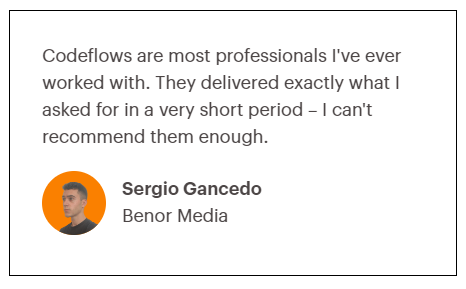 Codeflows are most professionals I've ever
worked with. They delivered exactly what I
asked for in a very short period – I can't
recommend them enough.
Sergio Gancedo
Benor Media